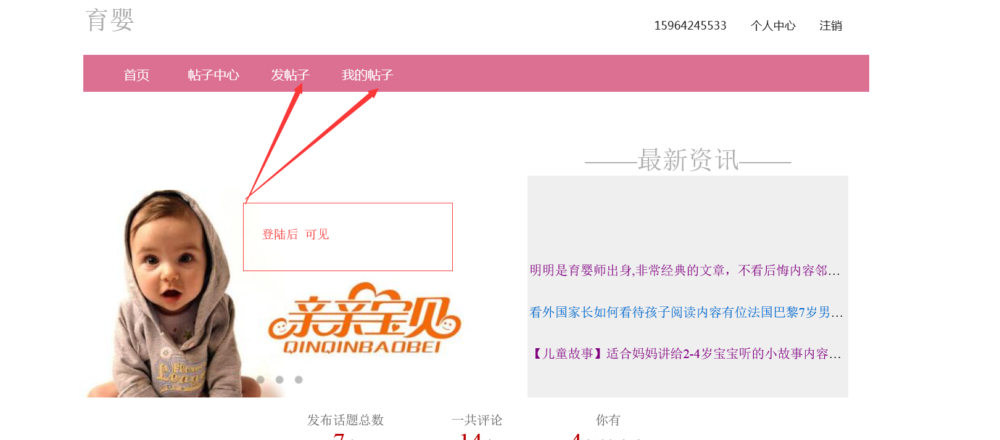 育婴
15964245533 个人中心 注销
首页 帖子中心 发帖子 我的帖子
——最新资讯——
登陆后 可见
明明是育婴师出身,非常经典的文章，不看后悔内容邻...
看外国家长如何看待孩子阅读内容有位法国巴黎7岁男...
【儿童故事】适合妈妈讲给2-4岁宝宝听的小故事内容...
亲亲宝贝
QINQINBAOBEI
发布话题总数 一共评论 你有
7 14 4